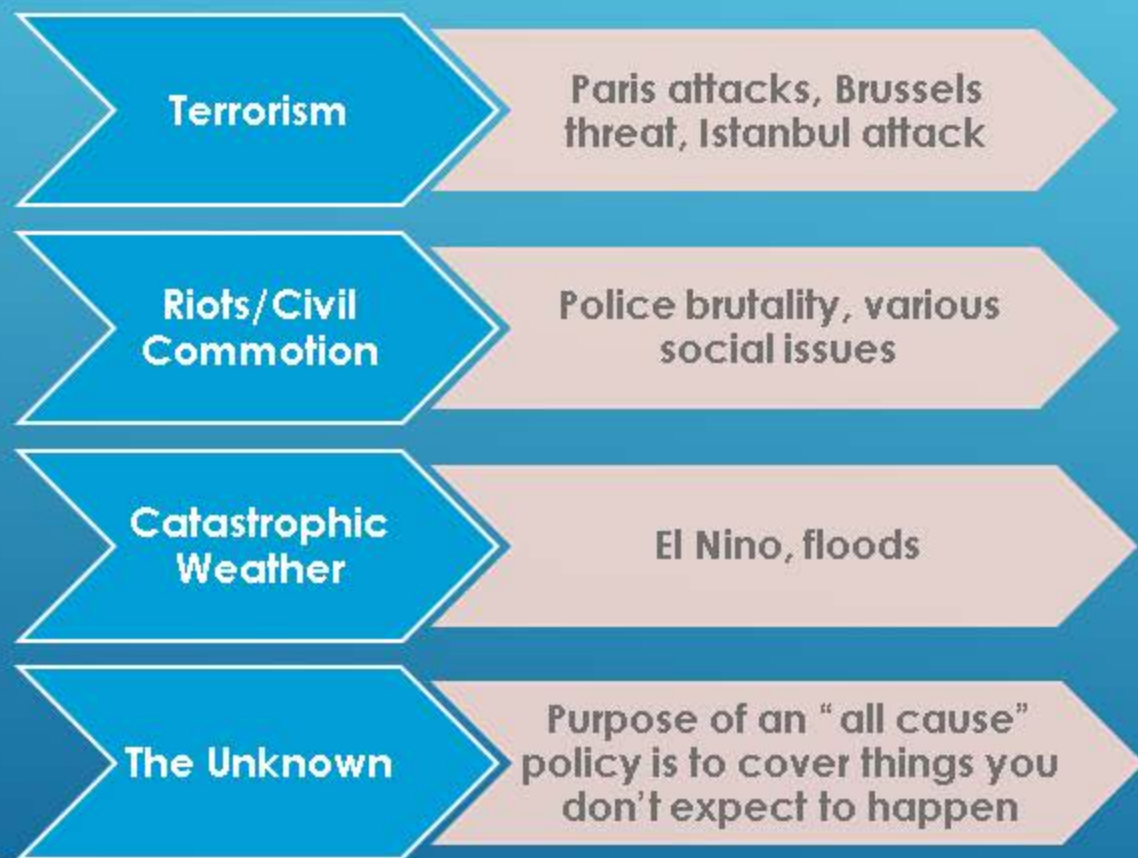 Terrorism
Paris attacks, Brussels
threat, Istanbul attack
Riots/Civil
Commotion
Police brutality, various
social issues
Catastrophic
Weather
El Nino, floods
The Unknown
Purpose of an “all cause”
policy is to cover things you
don’t expect to happen